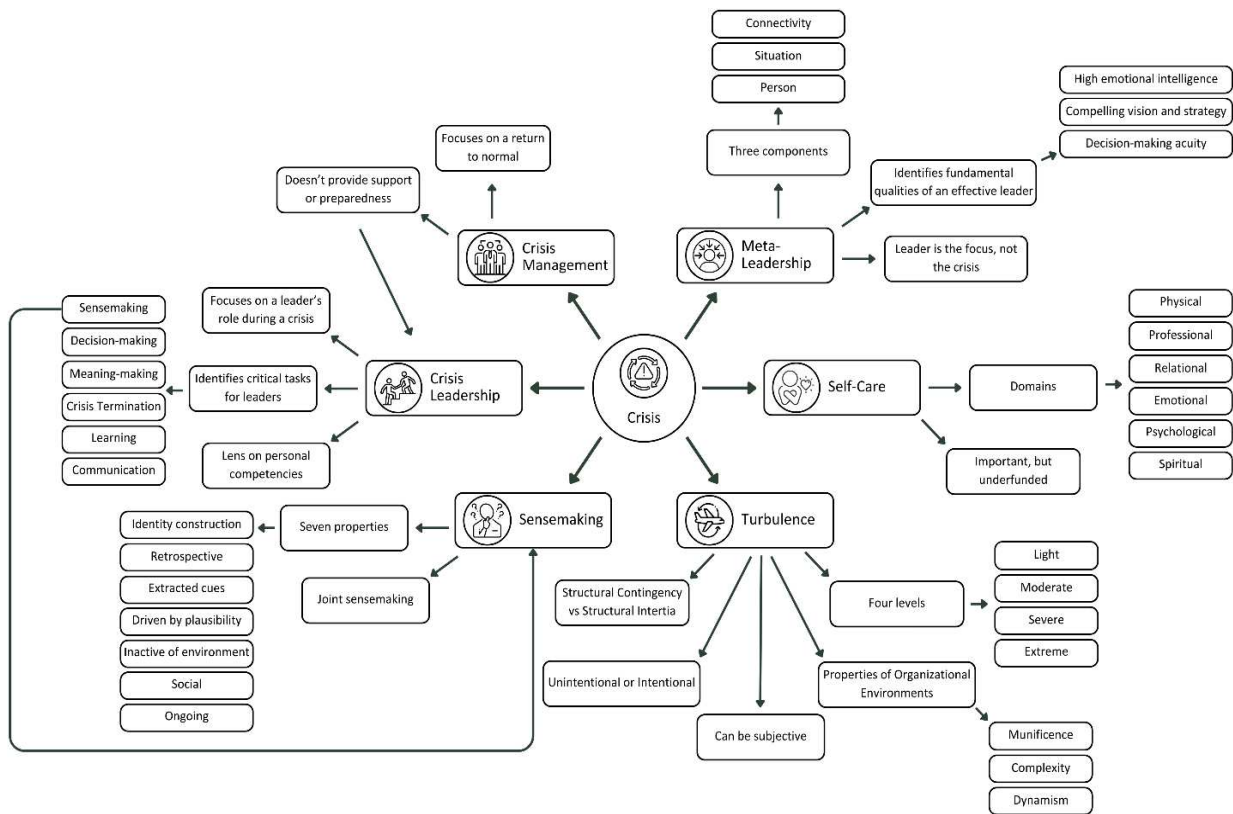 Connectivity
Situation
Person
Three components
High emotional intelligence
Compelling vision and strategy
Decision-making acuity
Identifies fundamental
qualities of an effective leader
Meta-
Leadership
Leader is the focus, not
the crisis
Focuses on a return
to normal
Doesn't provide support
or preparedness
Crisis
Management
Sensemaking
Decision-making
Meaning-making
Crisis Termination
Learning
Communication
Focuses on a leader's
role during a crisis
Identifies critical tasks
for leaders
Lens on personal
competencies
Crisis
Leadership
Crisis
Self-Care
Domains
Physical
Professional
Relational
Emotional
Psychological
Spiritual
Important, but
underfunded
Identity construction
Retrospective
Extracted cues
Driven by plausibility
Inactive of environment
Social
Ongoing
Seven properties
Joint sensemaking
Sensemaking
Turbulence
Structural Contingency
vs Structural Intertia
Unintentional or Intentional
Can be subjective
Four levels
Light
Moderate
Severe
Extreme
Properties of Organizational
Environments
Munificence
Complexity
Dynamism